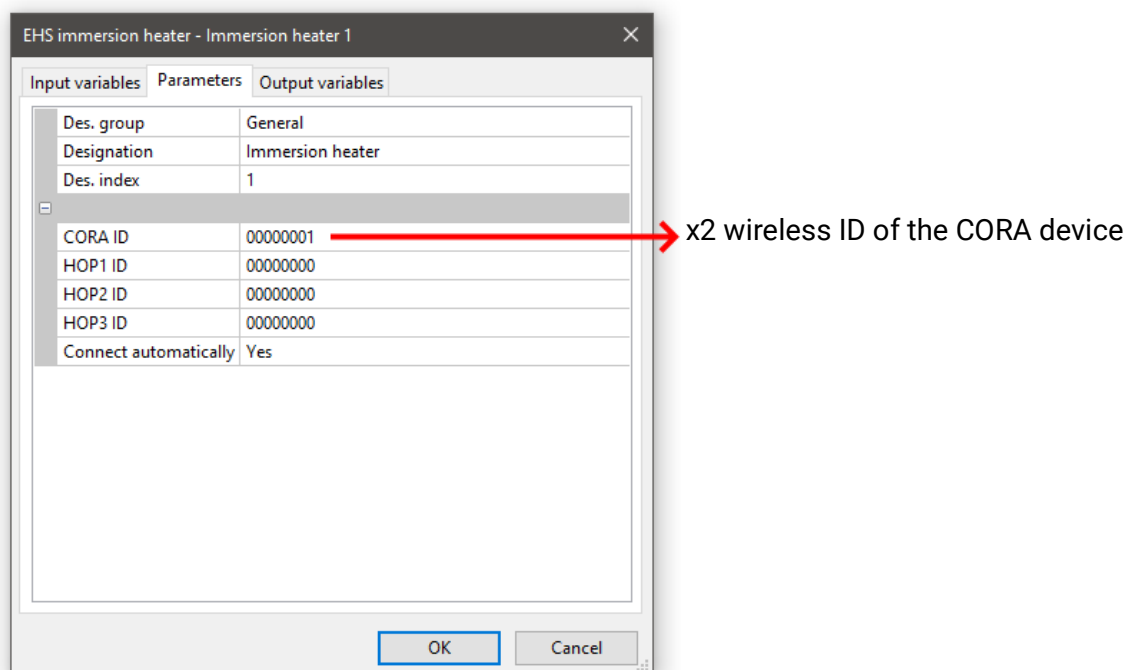 EHS immersion heater - Immersion heater 1
Input variables Parameters Output variables
Des. group General
Designation Immersion heater
Des. index 1
CORA ID 00000001 x2 wireless ID of the CORA device
HOP1 ID 00000000
HOP2 ID 00000000
HOP3 ID 00000000
Connect automatically Yes
OK Cancel